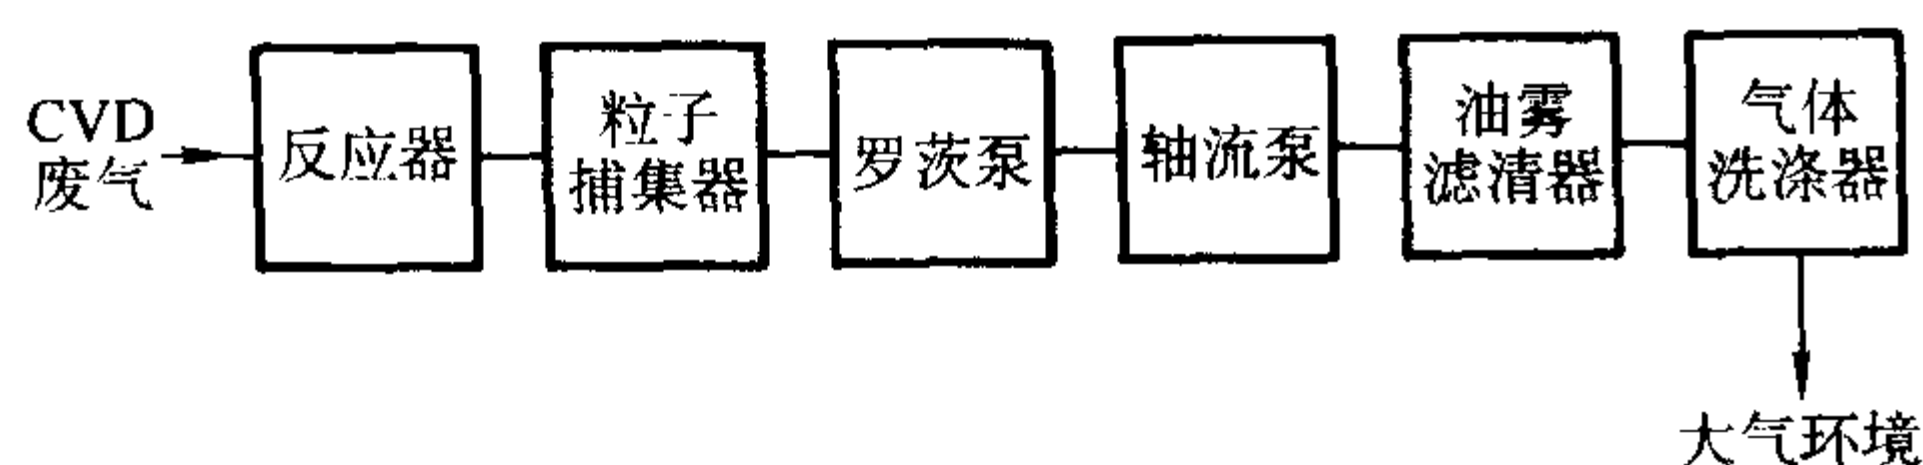 CVD
废气
反应器
粒子
捕集器
罗茨泵
轴流泵
油雾
滤清器
气体
洗涤器
大气环境